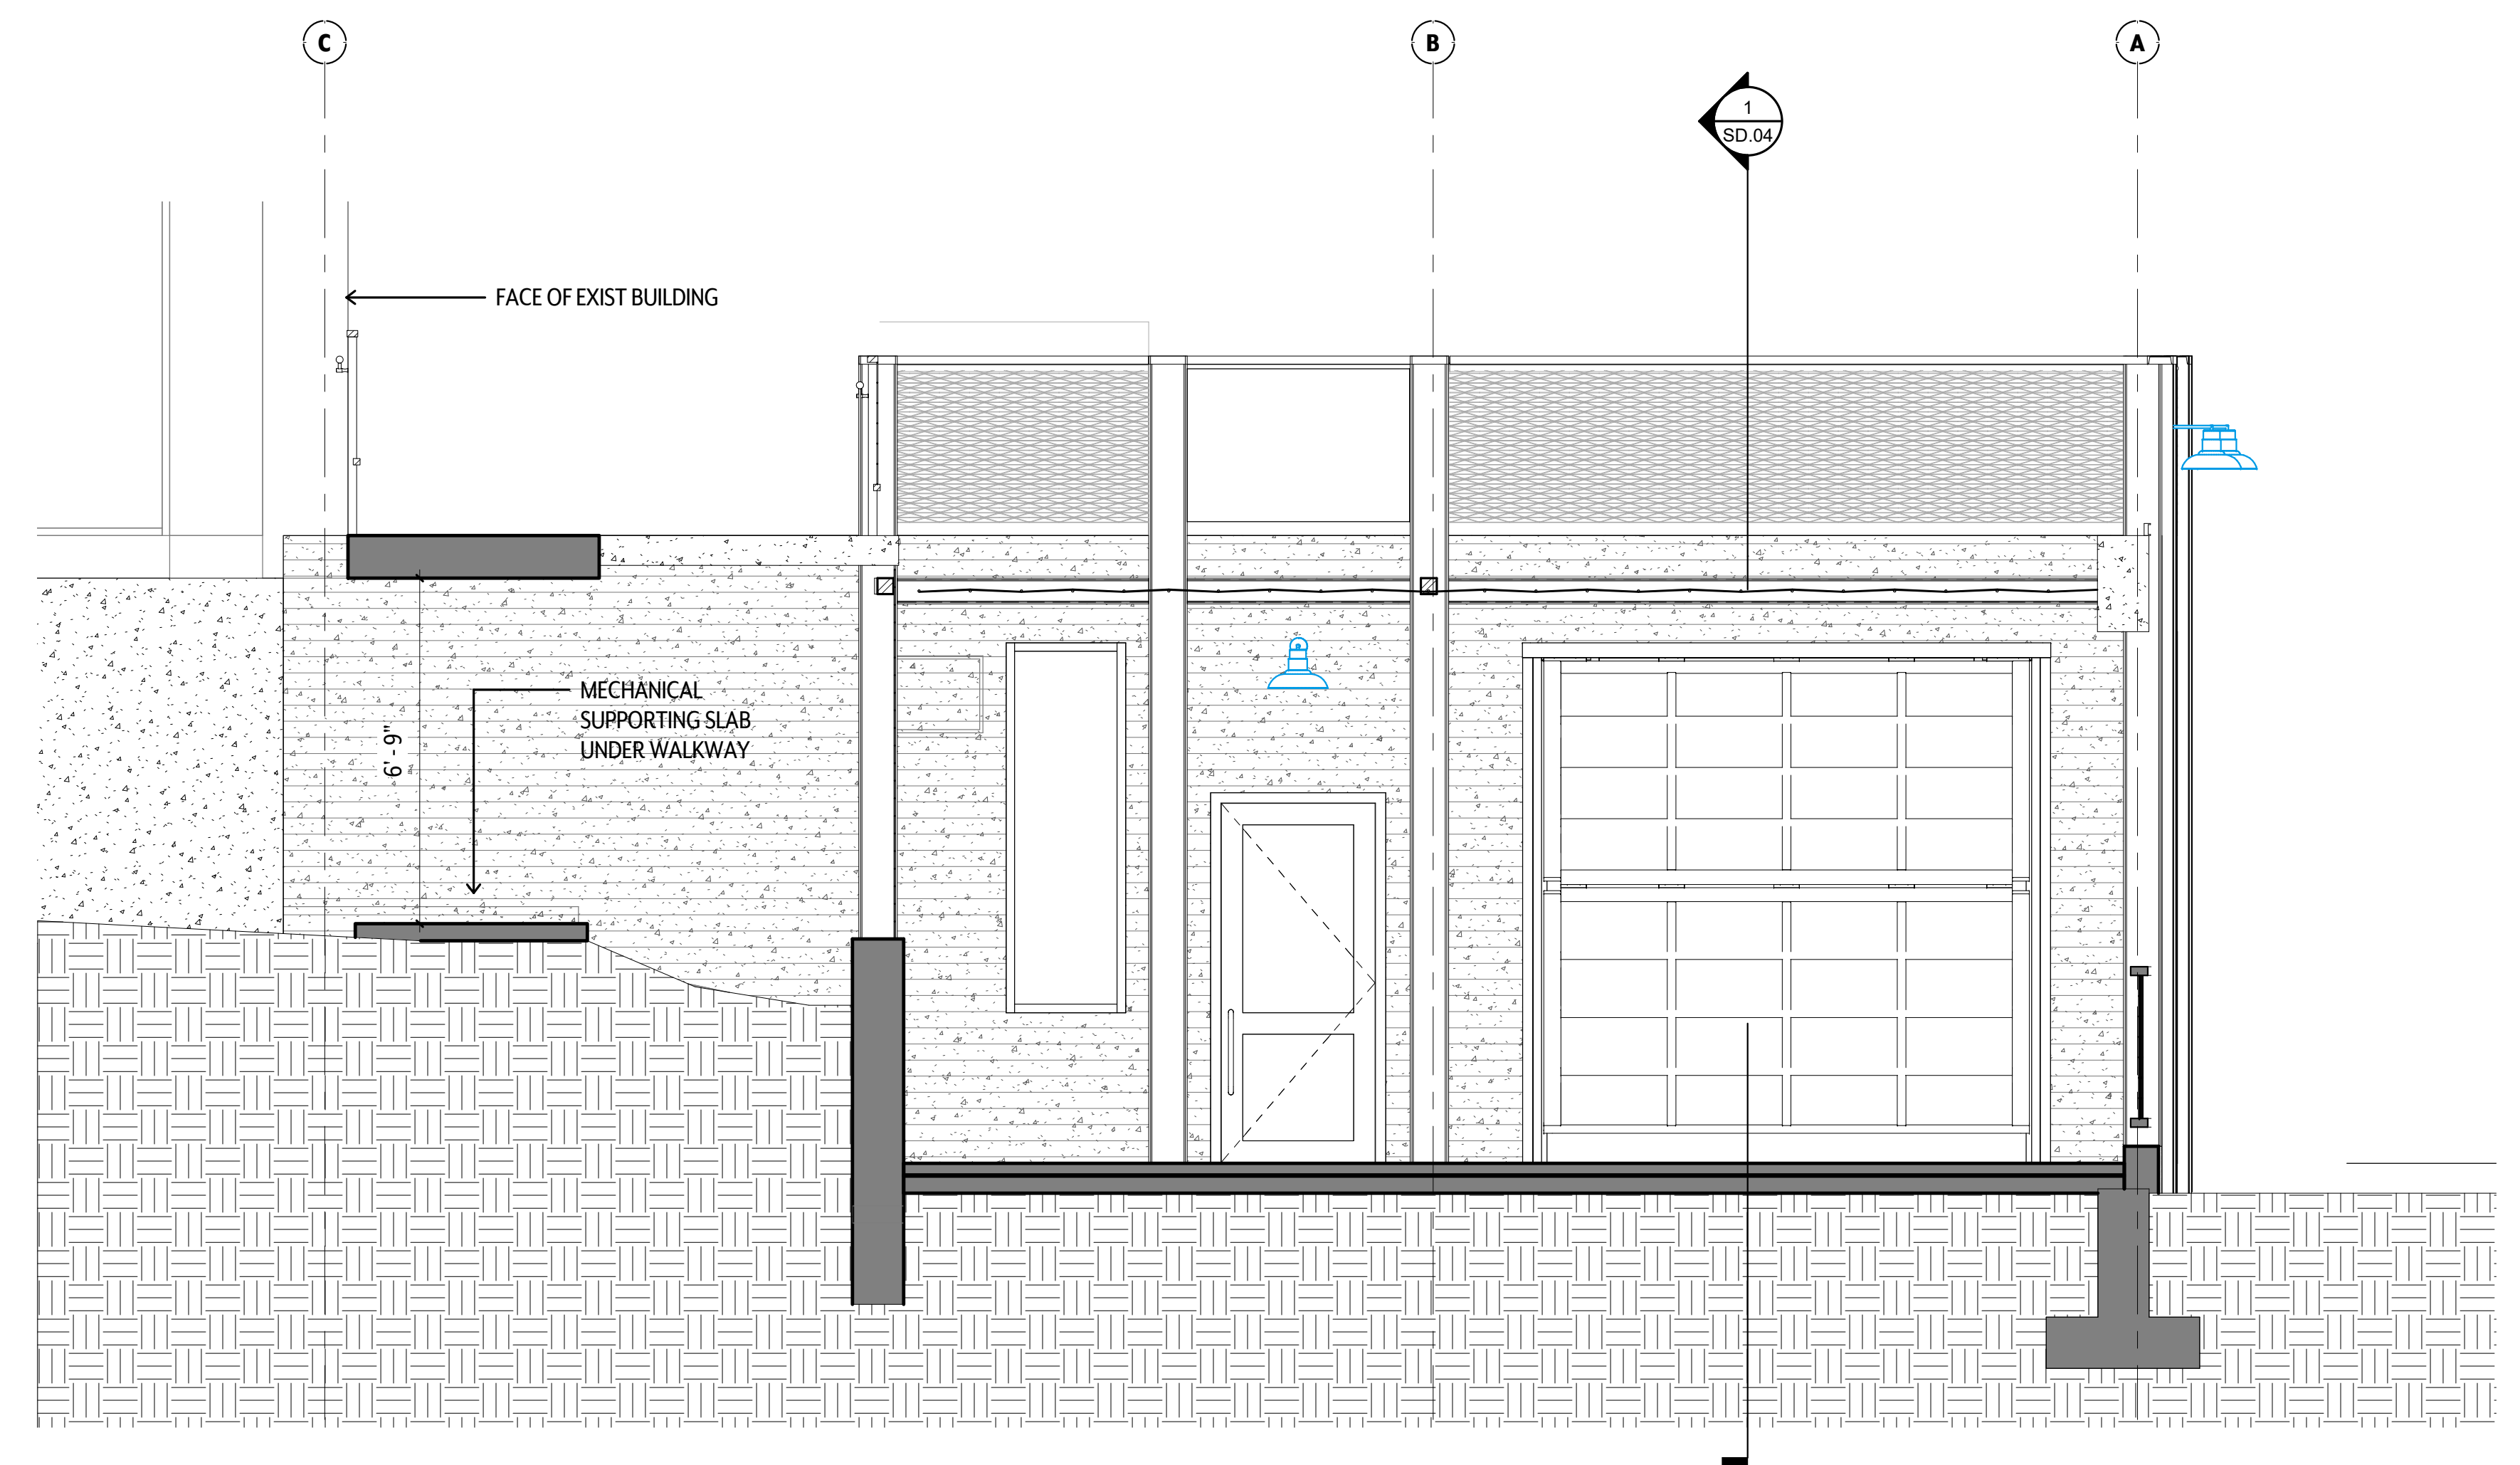 C
B
A
1
SD.04
FACE OF EXIST BUILDING
MECHANICAL
SUPPORTING SLAB
UNDER WALKWAY
6' - 9"